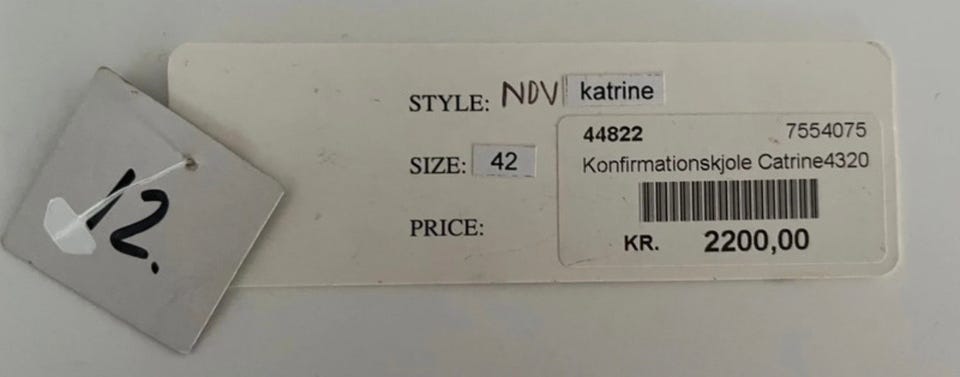 12.
STYLE: NDV katrine
SIZE: 42
PRICE:
44822 7554075
Konfirmationskjole Catrine4320
KR. 2200,00